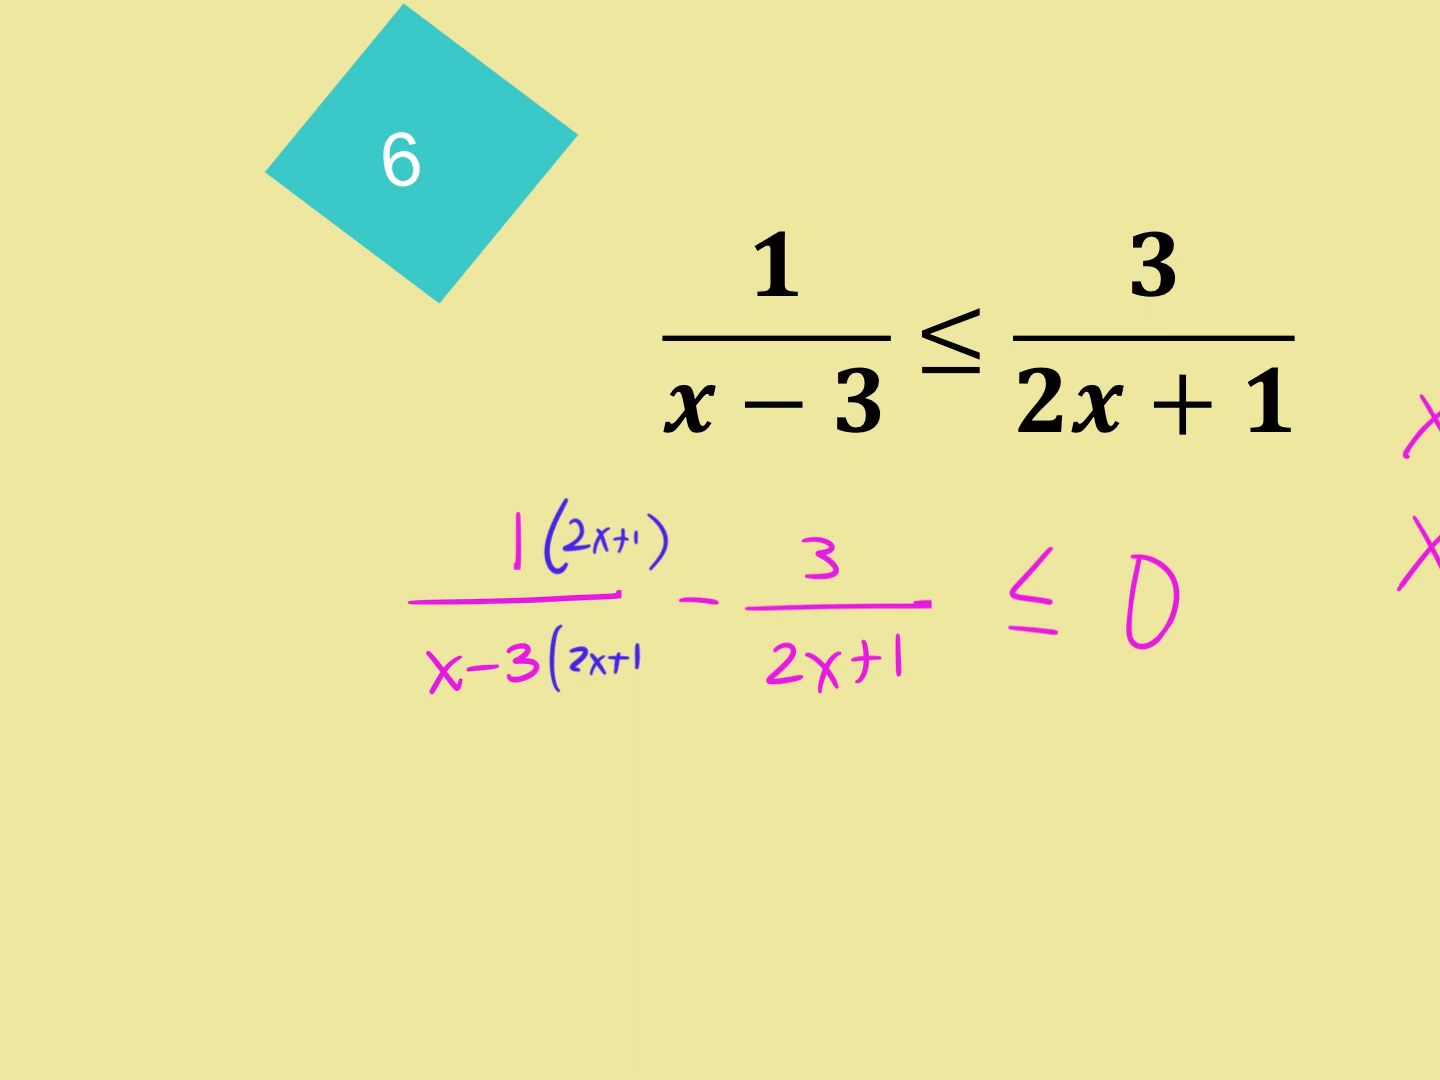 6
1/(x − 3) ≤ 3/(2x + 1)
1(2x+1)/x-3(2x+1 - 3/2x+1 ≤ 0
x
x